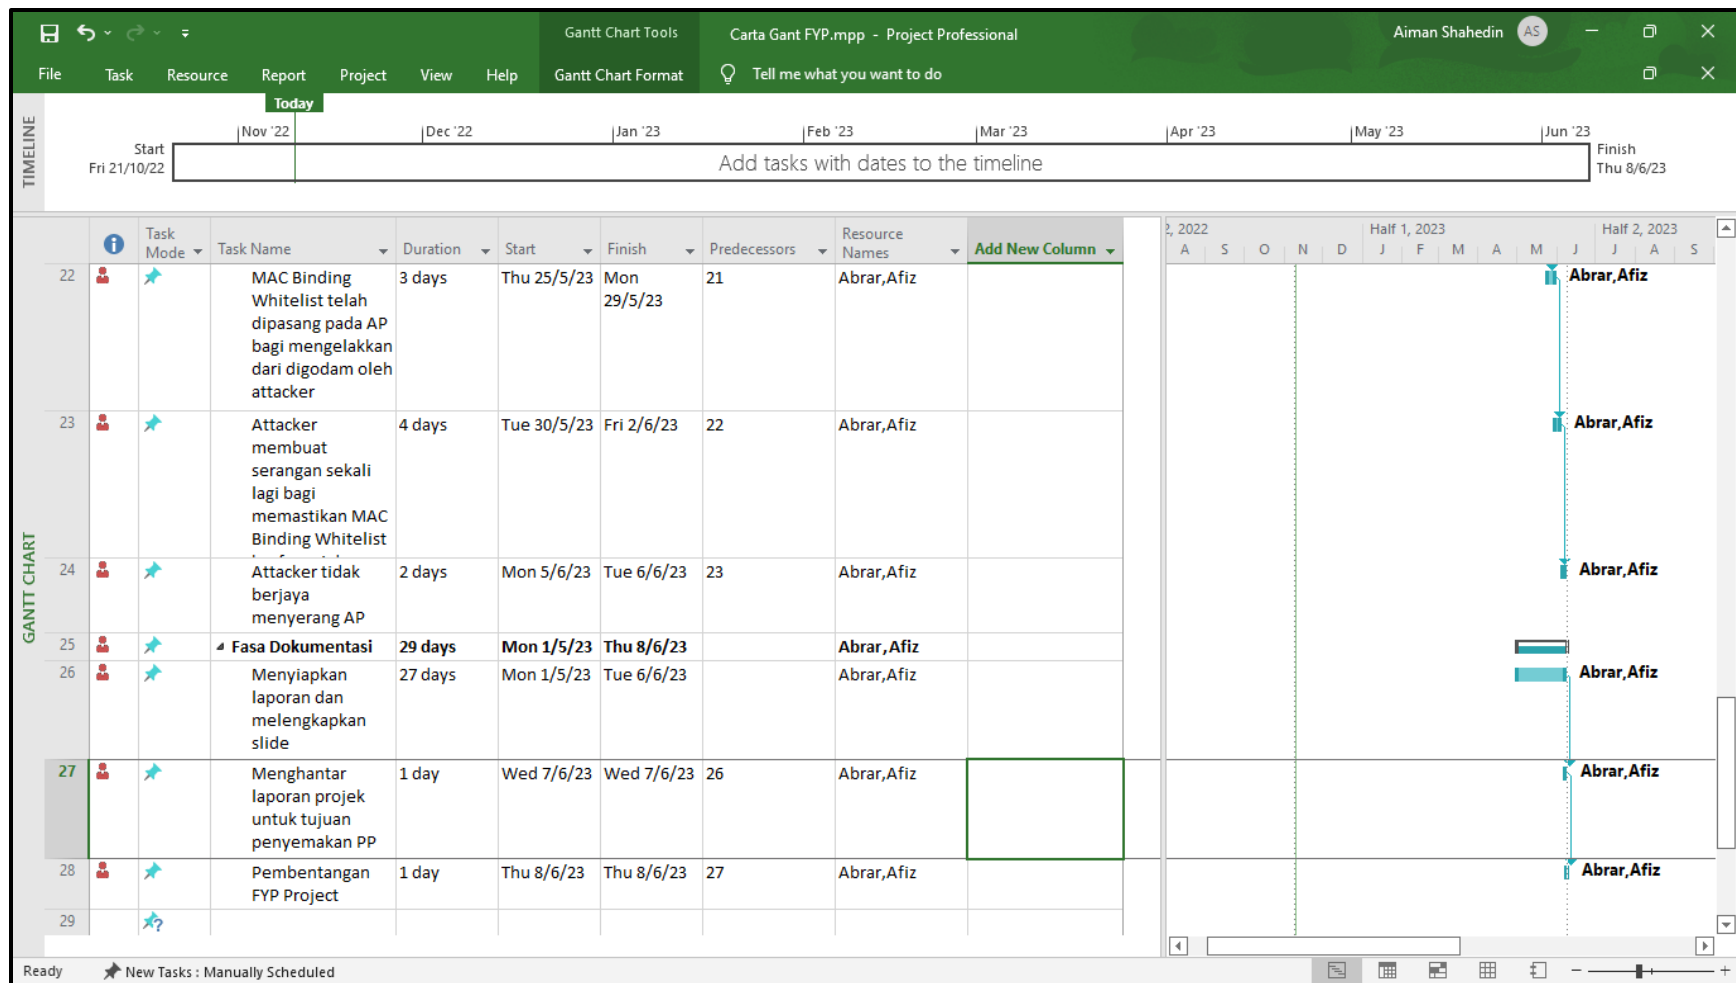 Gantt Chart Tools
Carta Gant FYP.mpp - Project Professional
Aiman Shahedin AS
File Task Resource Report Project View Help Gantt Chart Format Tell me what you want to do
Today
TIMELINE
Nov '22 Dec '22 Jan '23 Feb '23 Mar '23 Apr '23 May '23 Jun '23
Start
Fri 21/10/22
Add tasks with dates to the timeline
Finish
Thu 8/6/23
GANTT CHART
Task Mode Task Name Duration Start Finish Predecessors Resource Names Add New Column
, 2022 Half 1, 2023 Half 2, 2023
A S O N D J F M A M J J A S
22 MAC Binding 3 days Thu 25/5/23 Mon 21 Abrar,Afiz Abrar,Afiz
Whitelist telah 29/5/23
dipasang pada AP
bagi mengelakkan
dari digodam oleh
attacker
23 Attacker 4 days Tue 30/5/23 Fri 2/6/23 22 Abrar,Afiz Abrar,Afiz
membuat
serangan sekali
lagi bagi
memastikan MAC
Binding Whitelist
24 Attacker tidak 2 days Mon 5/6/23 Tue 6/6/23 23 Abrar,Afiz Abrar,Afiz
berjaya
menyerang AP
25 Fasa Dokumentasi 29 days Mon 1/5/23 Thu 8/6/23 Abrar,Afiz
26 Menyiapkan 27 days Mon 1/5/23 Tue 6/6/23 Abrar,Afiz Abrar,Afiz
laporan dan
melengkapkan
slide
27 Menghantar 1 day Wed 7/6/23 Wed 7/6/23 26 Abrar,Afiz Abrar,Afiz
laporan projek
untuk tujuan
penyemakan PP
28 Pembentangan 1 day Thu 8/6/23 Thu 8/6/23 27 Abrar,Afiz Abrar,Afiz
FYP Project
29
Ready New Tasks : Manually Scheduled